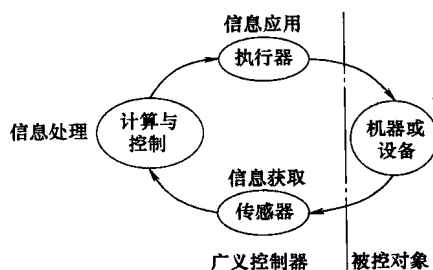 信息应用
执行器
信息处理
计算与
控制
机器或
设备
信息获取
传感器
广义控制器
被控对象